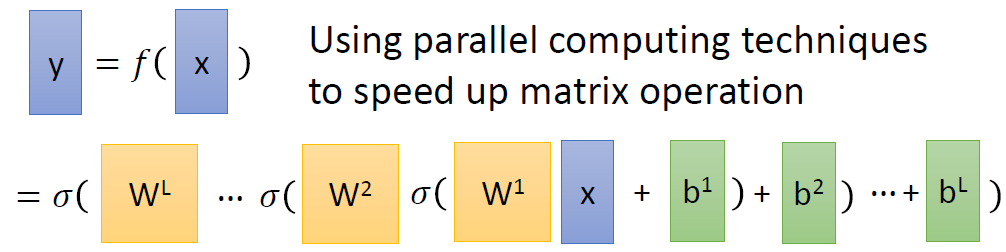 y = f( x )
Using parallel computing techniques
to speed up matrix operation
= σ( Wᴸ ⋯ σ( W² σ( W¹ x + b¹ ) + b² ) ⋯ + bᴸ )